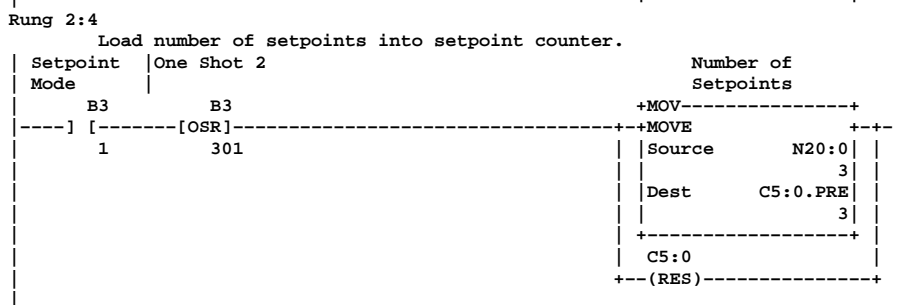 Rung 2:4
Load number of setpoints into setpoint counter.
| Setpoint |One Shot 2 Number of
| Mode | Setpoints
| B3 B3 +MOV---------------+
|----] [-------[OSR]--------------------------------------+-+MOVE +-+-
| 1 301 | |Source N20:0| |
| | | 3| |
| | |Dest C5:0.PRE| |
| | | 3| |
| | +------------------+ |
| | C5:0 |
| +--(RES)----------------+
|